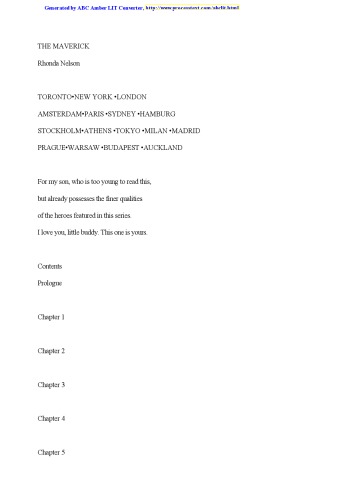 Generated by ABC Amber LIT Converter, http://www.processtext.com/abclit.html
THE MAVERICK
Rhonda Nelson
TORONTO•NEW YORK •LONDON
AMSTERDAM•PARIS •SYDNEY •HAMBURG
STOCKHOLM•ATHENS •TOKYO •MILAN •MADRID
PRAGUE•WARSAW •BUDAPEST •AUCKLAND
For my son, who is too young to read this,
but already possesses the finer qualities
of the heroes featured in this series.
I love you, little buddy. This one is yours.
Contents
Prologue
Chapter 1
Chapter 2
Chapter 3
Chapter 4
Chapter 5